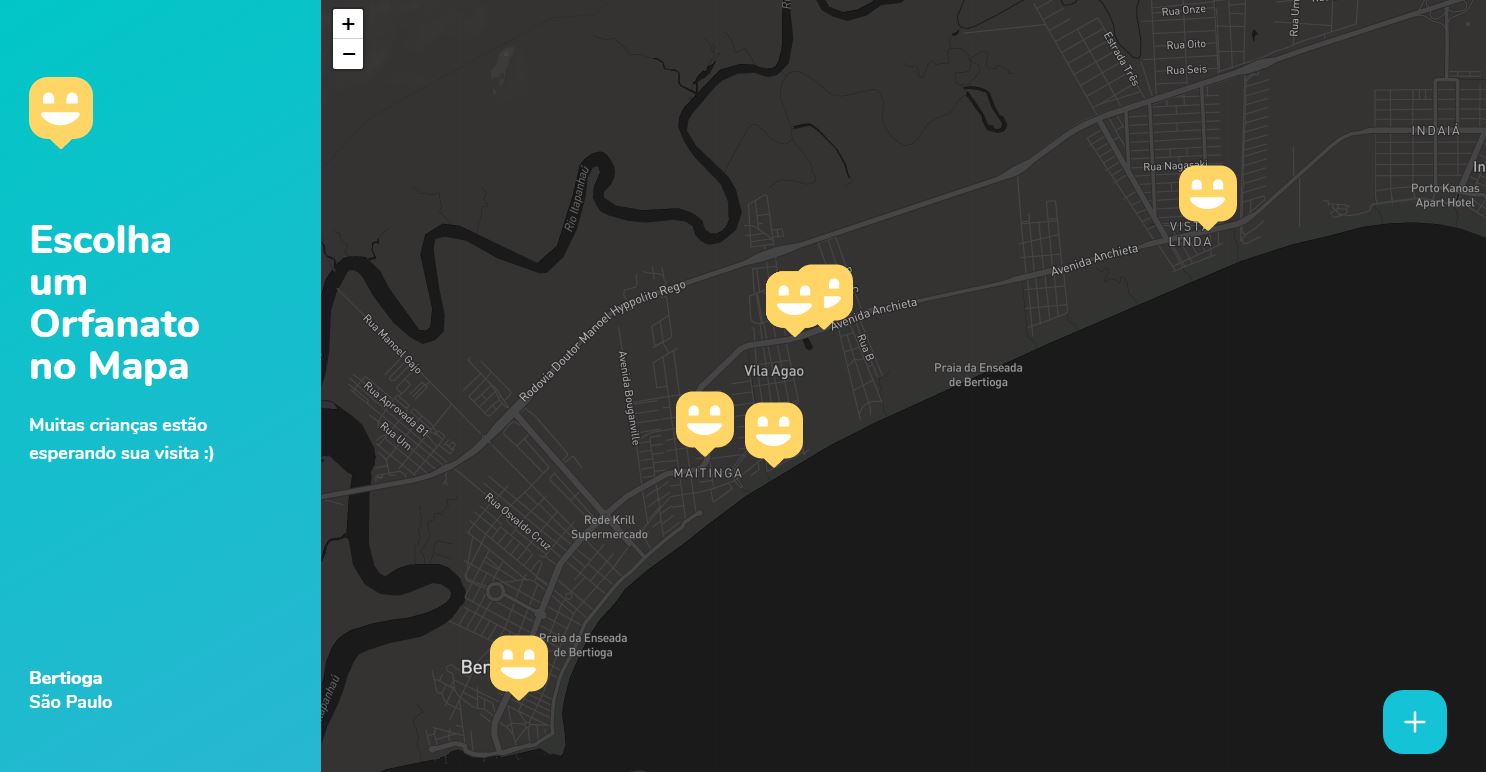 Escolha
um
Orfanato
no Mapa
Muitas crianças estão
esperando sua visita :)
Bertioga
São Paulo
+
−
Rua Onze
Rua Oito
Rua Seis
Estrada Três
INDAIÁ
Rua Nagasaki
Porto Kanoas
Apart Hotel
VISTA
LINDA
Rio Itapanhaú
Avenida Anchieta
Rodovia Doutor Manoel Hyppolito Rego
Avenida Anchieta
Rua B
Rua Manoel Gajo
Avenida Bouganville
Vila Agao
Praia da Enseada
de Bertioga
Rua Aprovada B1
Rua Um
MAITINGA
Rua Osvaldo Cruz
Rede Krill
Supermercado
Praia da Enseada
de Bertioga
Ber
+